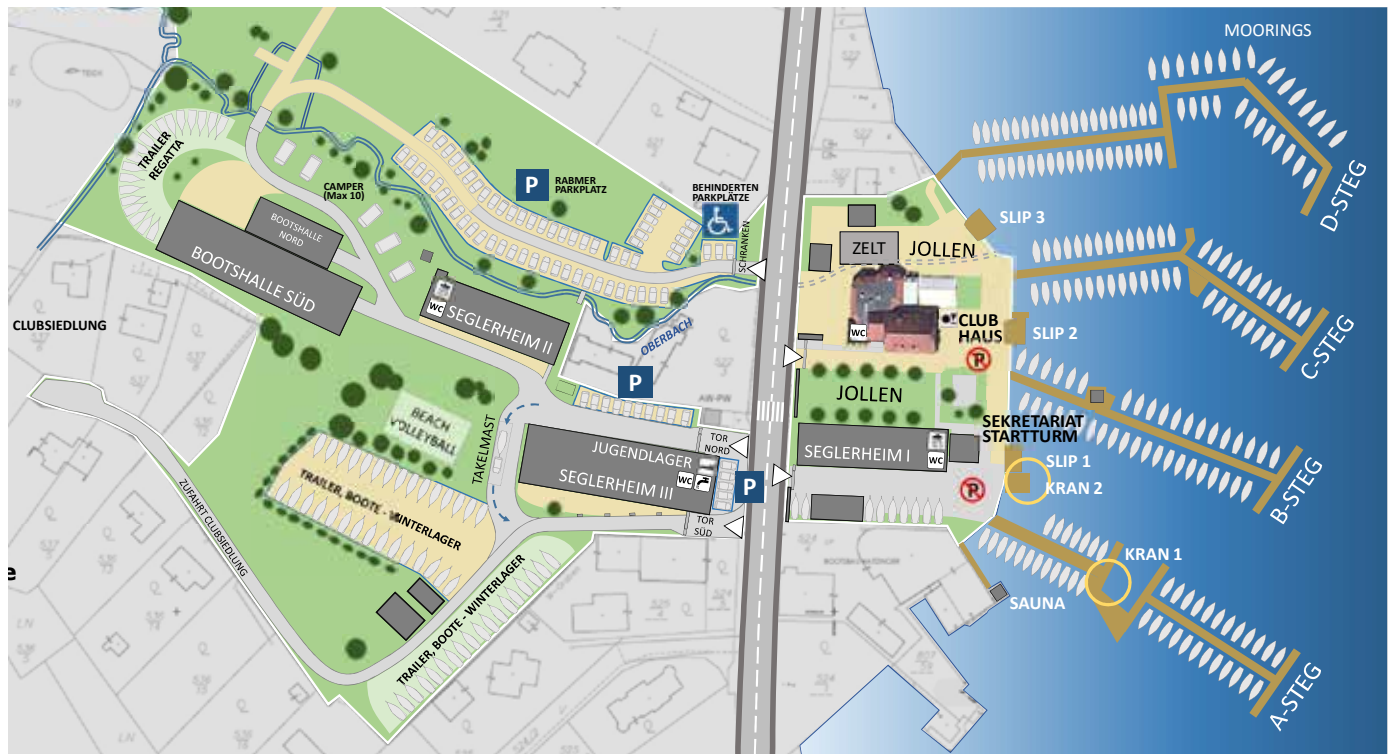 MOORINGS
D-STEG
TRAILER
REGATTA
CAMPER
(Max 10)
P
RABMER
PARKPLATZ
BEHINDERTEN
PARKPLÄTZE
SCHRANKEN
SLIP 3
ZELT
JOLLEN
BOOTSHALLE
NORD
BOOTSHALLE SÜD
WC
SEGLERHEIM II
OBERBACH
CLUBSIEDLUNG
WC
CLUB
HAUS
SLIP 2
C-STEG
P
AW-PW
JOLLEN
BEACH
VOLLEYBALL
TAKELMAST
TOR
NORD
JUGENDLAGER
SEGLERHEIM III
WC
P
SEGLERHEIM I
WC
SEKRETARIAT
STARTTURM
SLIP 1
KRAN 2
B-STEG
TRAILER, BOOTE - WINTERLAGER
ZUFAHRT CLUBSIEDLUNG
TOR
SÜD
KRAN 1
SAUNA
A-STEG
TRAILER, BOOTE - WINTERLAGER
e